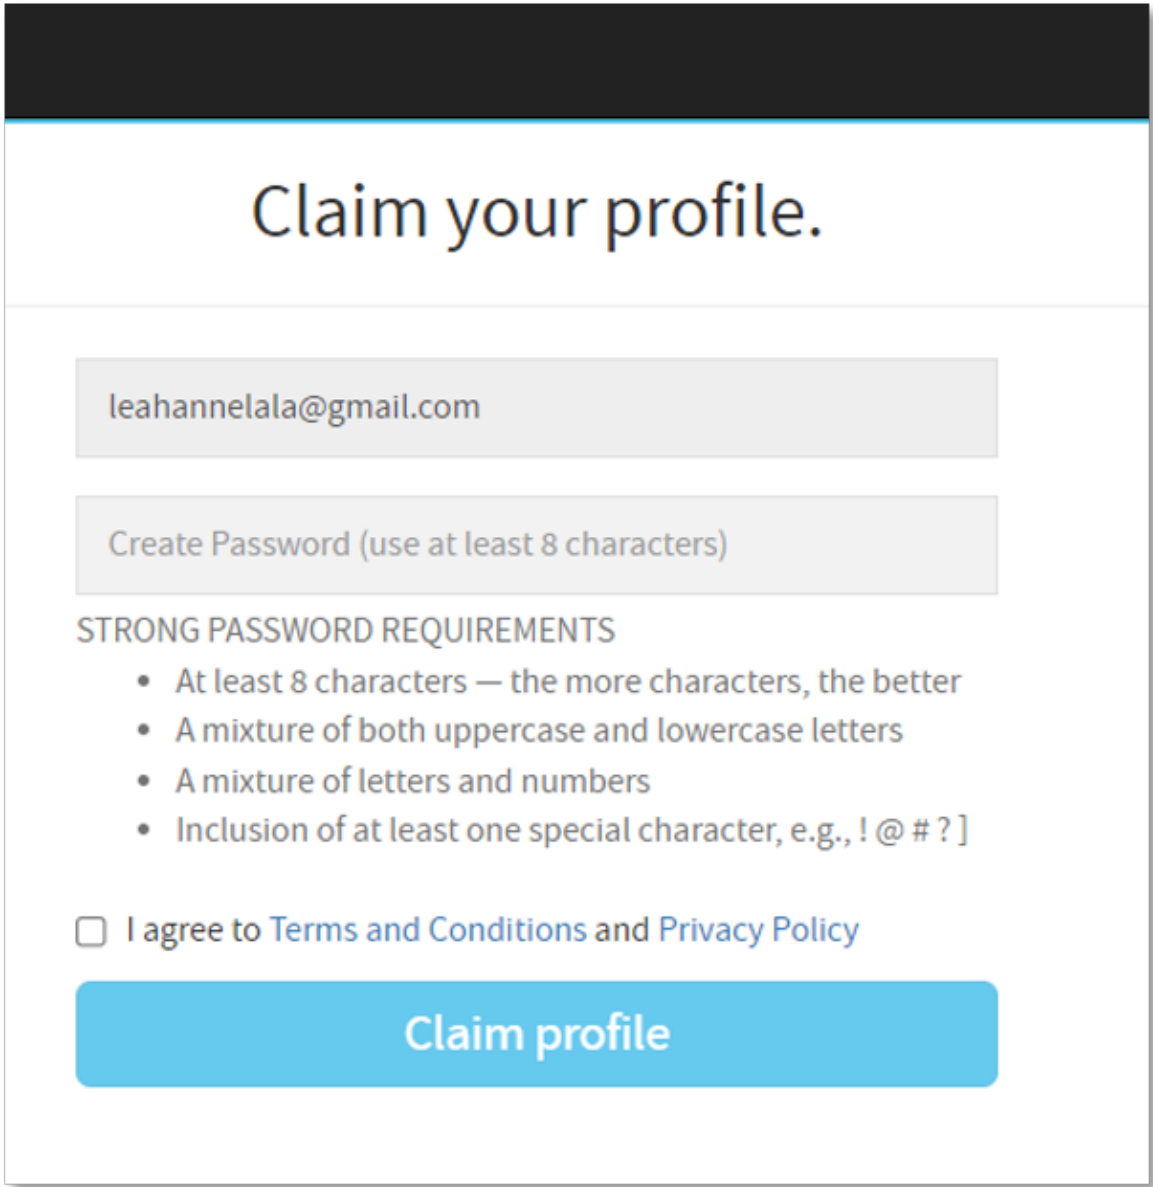 Claim your profile.
leahannelala@gmail.com
Create Password (use at least 8 characters)
STRONG PASSWORD REQUIREMENTS
• At least 8 characters — the more characters, the better
• A mixture of both uppercase and lowercase letters
• A mixture of letters and numbers
• Inclusion of at least one special character, e.g., ! @ # ? ]
I agree to Terms and Conditions and Privacy Policy
Claim profile